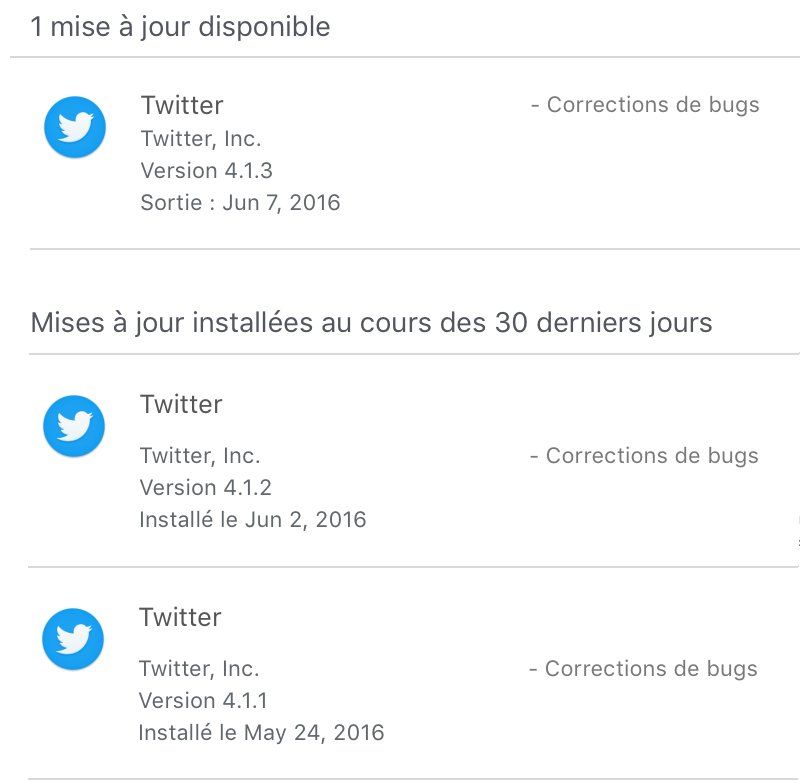 1 mise à jour disponible
Twitter
- Corrections de bugs
Twitter, Inc.
Version 4.1.3
Sortie : Jun 7, 2016
Mises à jour installées au cours des 30 derniers jours
Twitter
Twitter, Inc.
- Corrections de bugs
Version 4.1.2
Installé le Jun 2, 2016
Twitter
Twitter, Inc.
- Corrections de bugs
Version 4.1.1
Installé le May 24, 2016